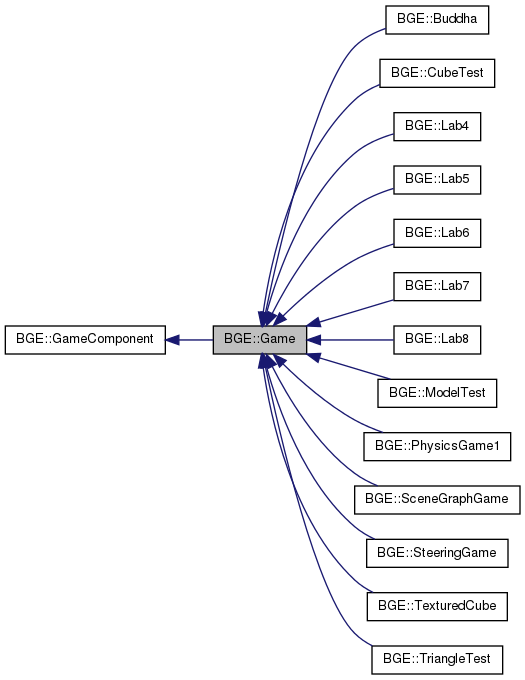 BGE::Buddha
BGE::CubeTest
BGE::Lab4
BGE::Lab5
BGE::Lab6
BGE::Lab7
BGE::GameComponent
BGE::Game
BGE::Lab8
BGE::ModelTest
BGE::PhysicsGame1
BGE::SceneGraphGame
BGE::SteeringGame
BGE::TexturedCube
BGE::TriangleTest